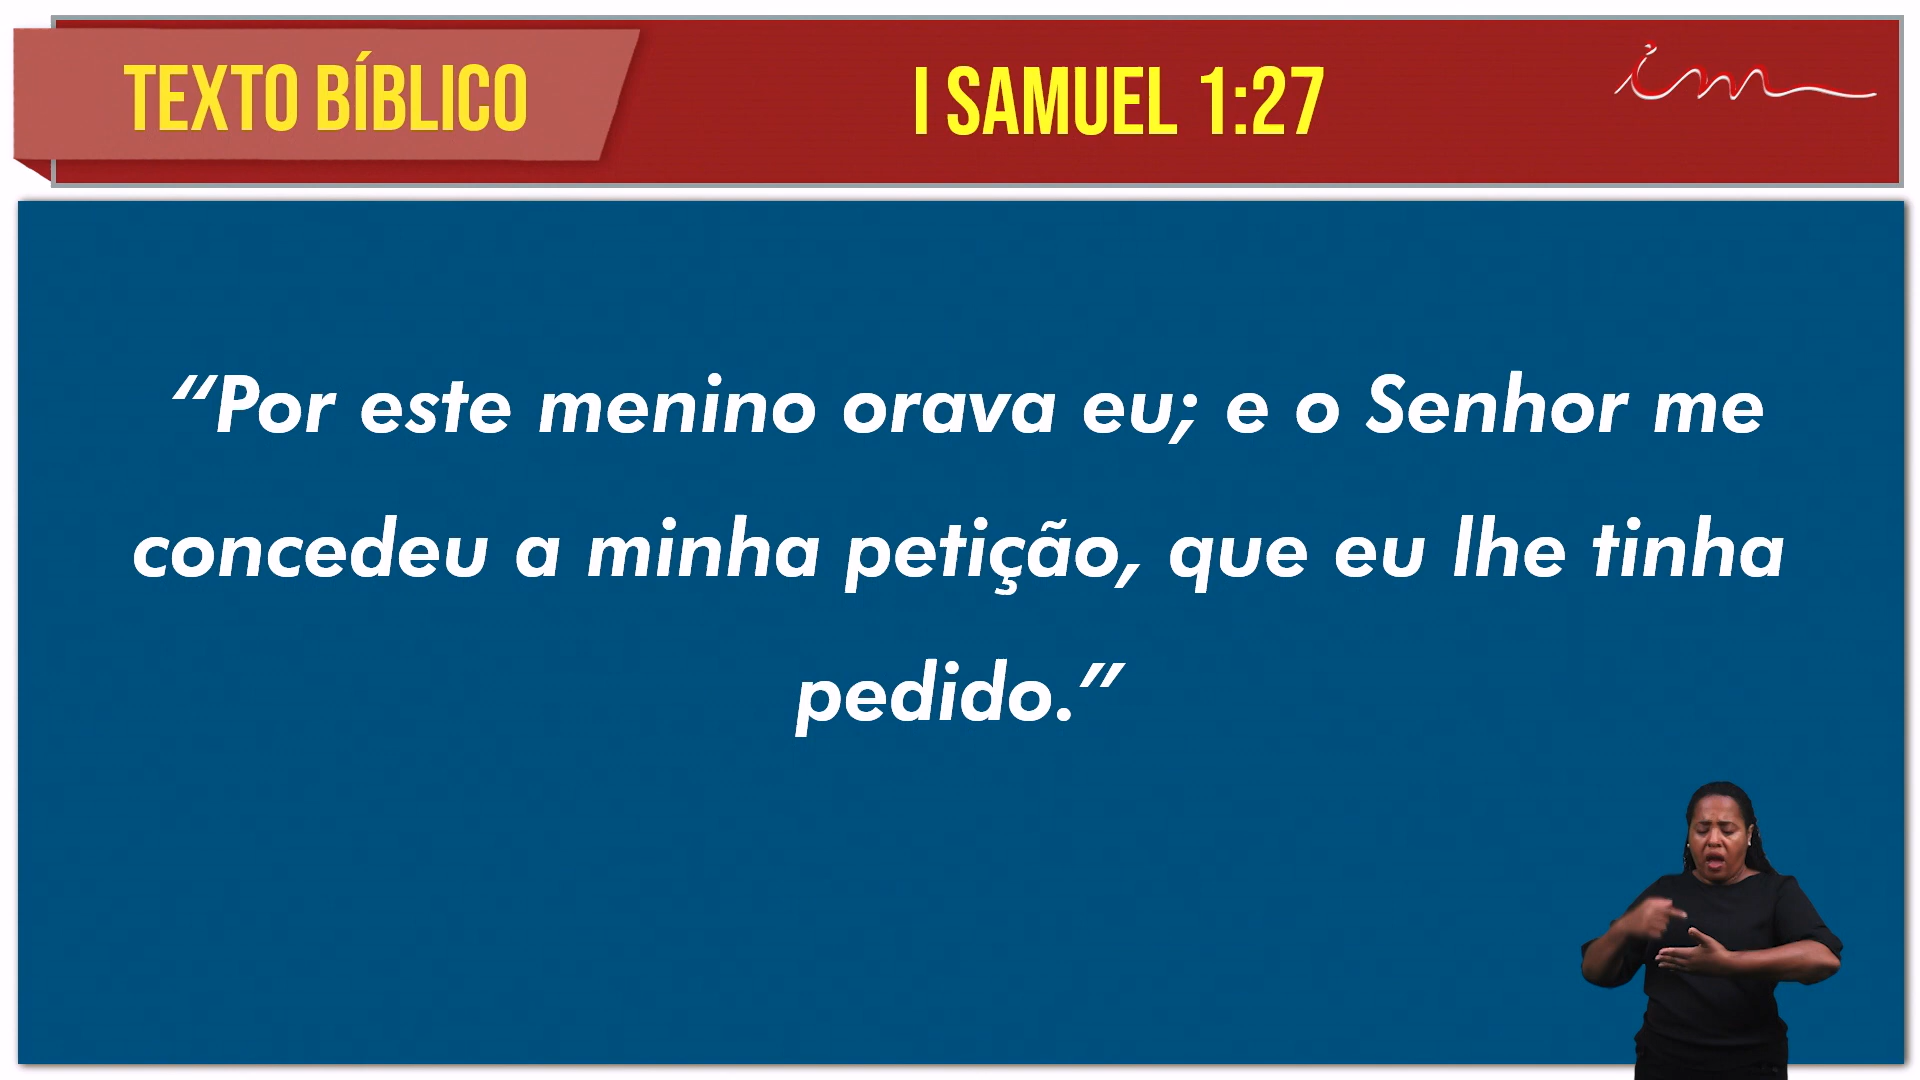 TEXTO BÍBLICO
I SAMUEL 1:27
im
“Por este menino orava eu; e o Senhor me
concedeu a minha petição, que eu lhe tinha
pedido.”